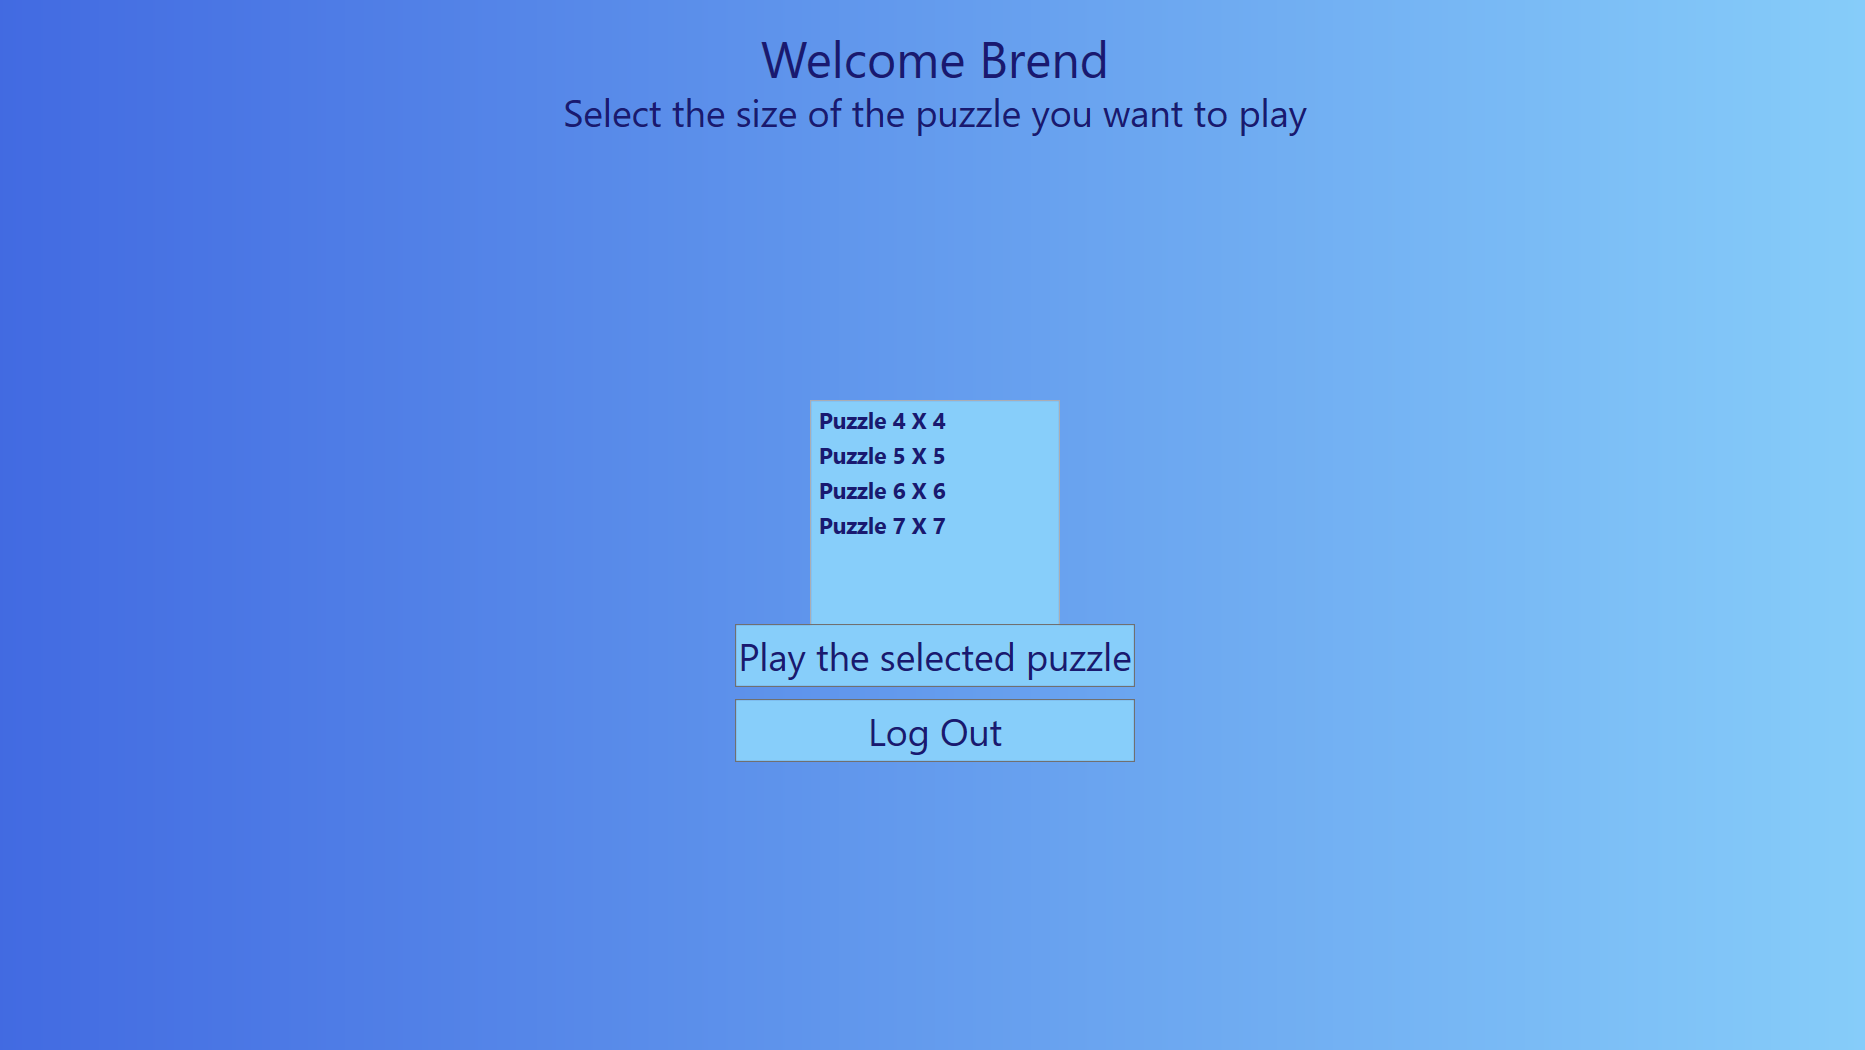 Welcome Brend
Select the size of the puzzle you want to play
Puzzle 4 X 4
Puzzle 5 X 5
Puzzle 6 X 6
Puzzle 7 X 7
Play the selected puzzle
Log Out